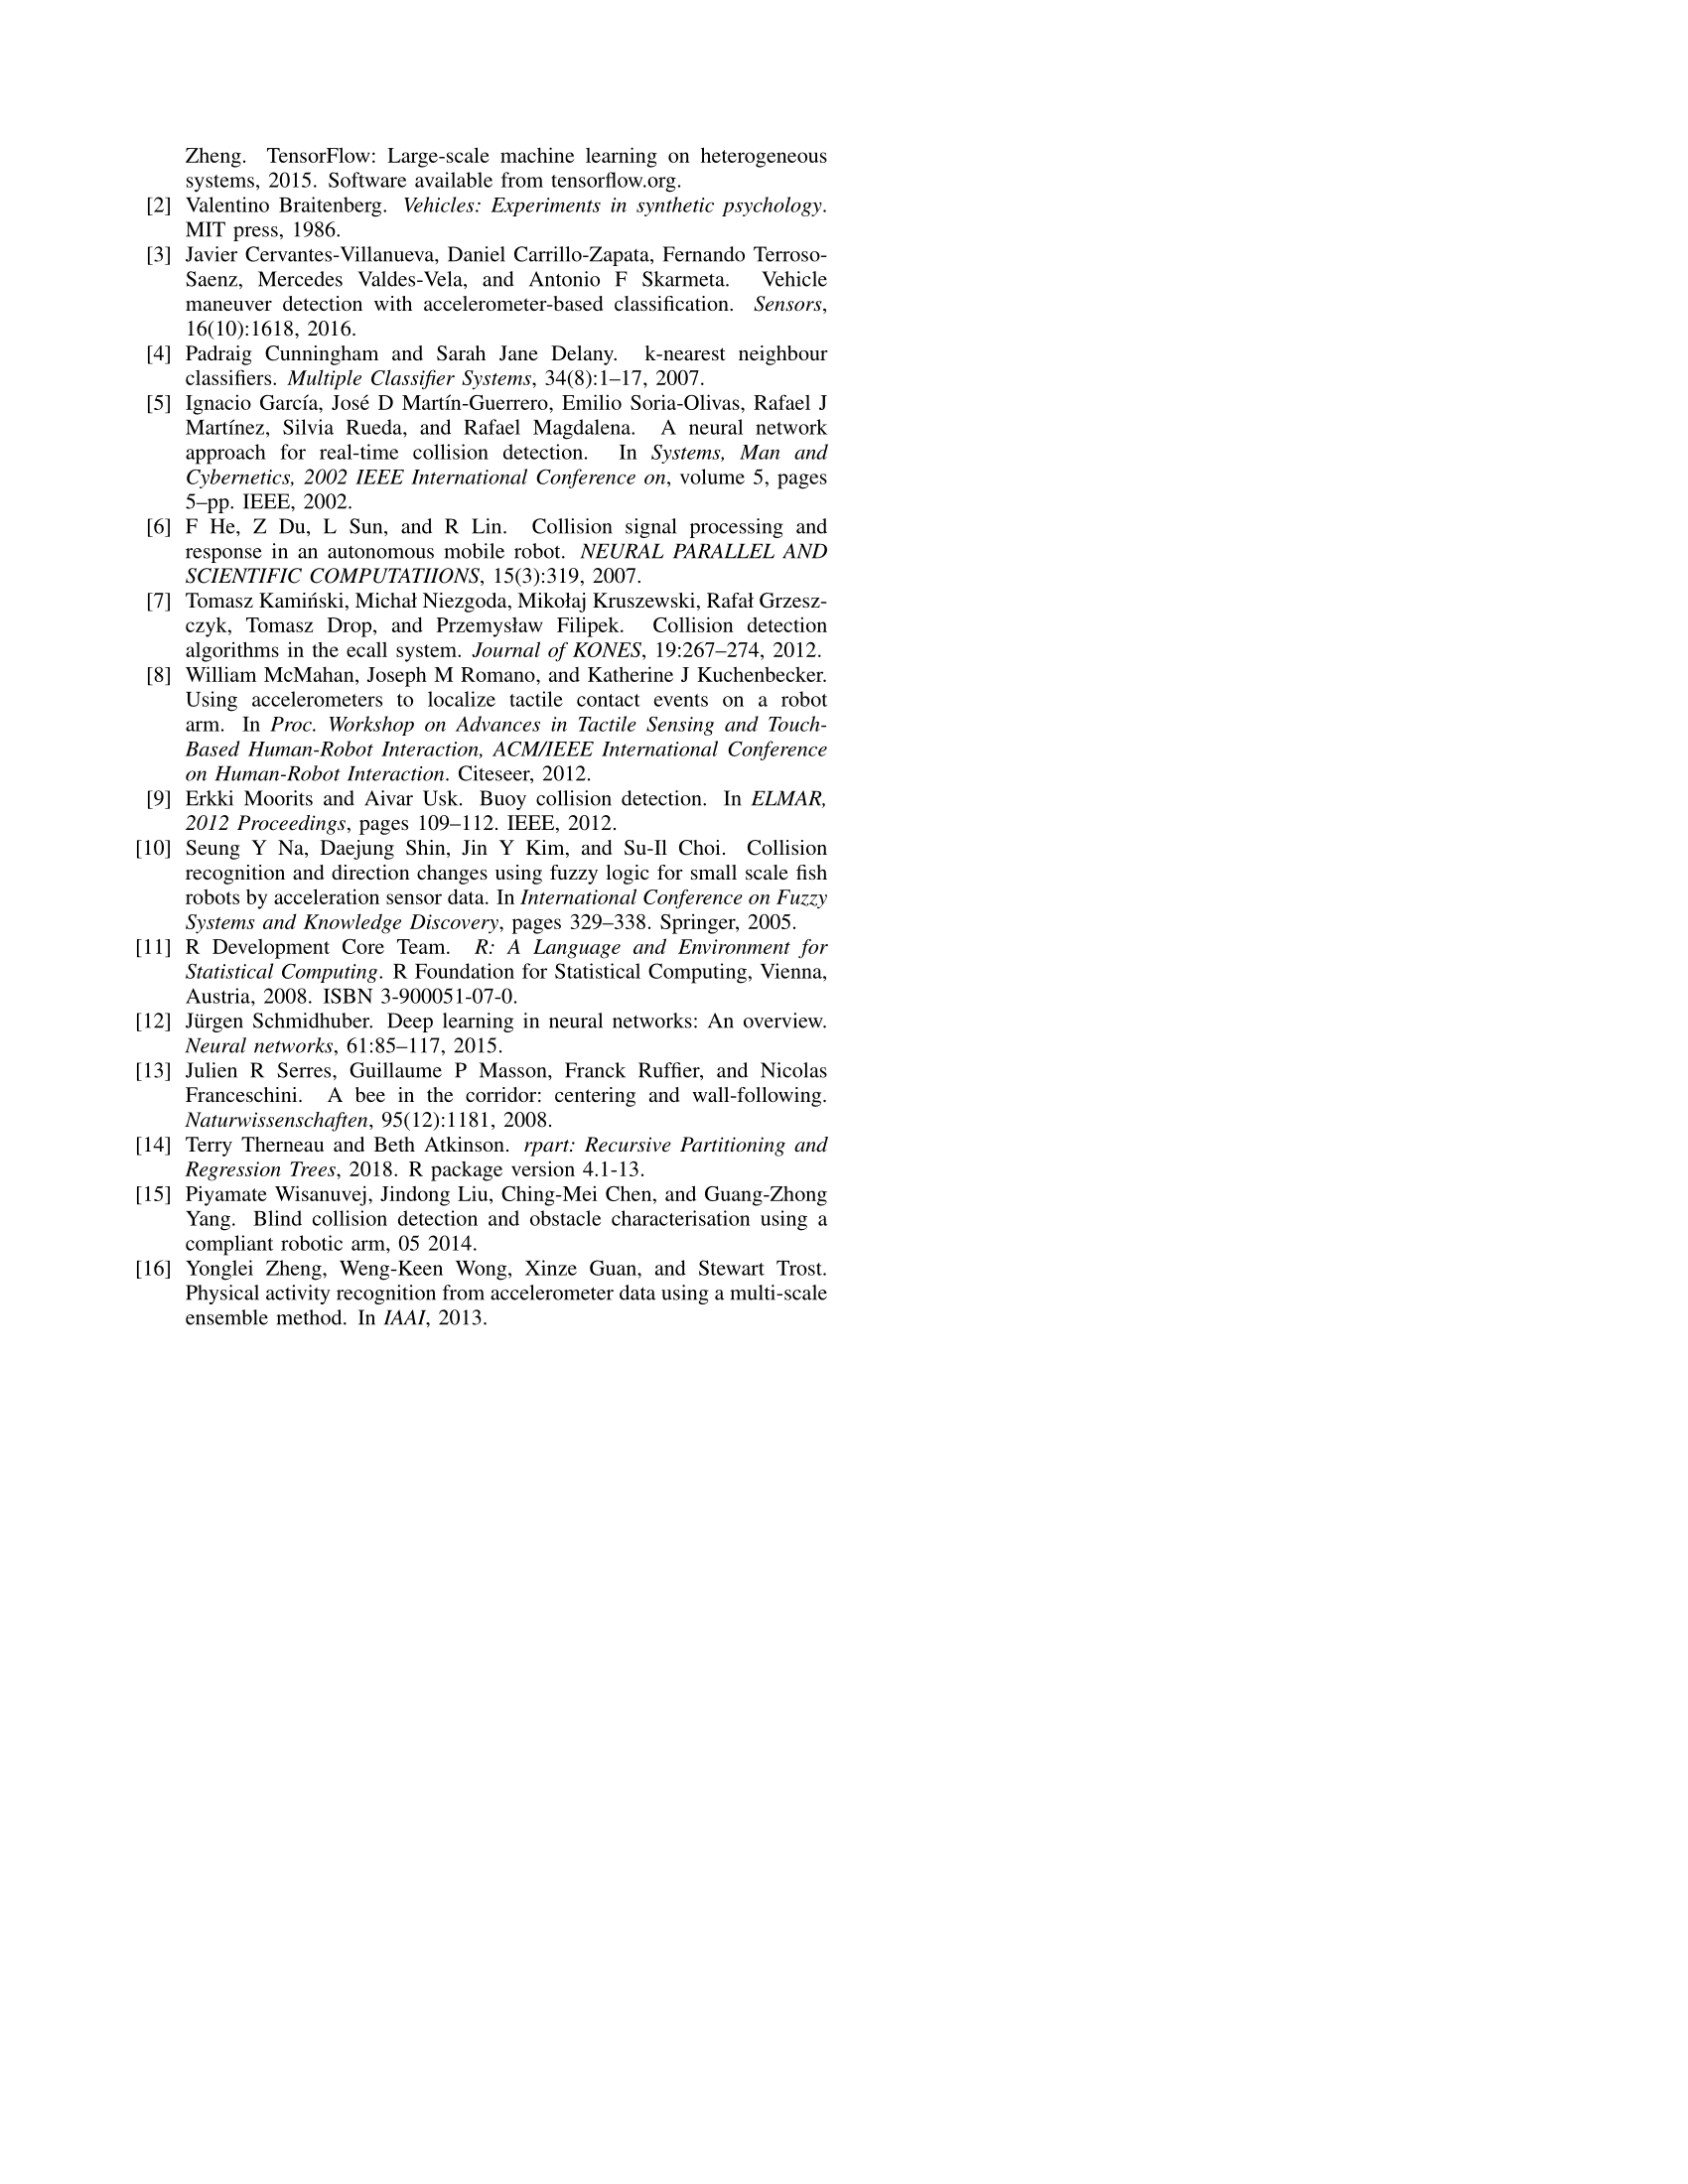 Zheng. TensorFlow: Large-scale machine learning on heterogeneous
systems, 2015. Software available from tensorflow.org.
[2] Valentino Braitenberg. Vehicles: Experiments in synthetic psychology.
MIT press, 1986.
[3] Javier Cervantes-Villanueva, Daniel Carrillo-Zapata, Fernando Terroso-
Saenz, Mercedes Valdes-Vela, and Antonio F Skarmeta. Vehicle
maneuver detection with accelerometer-based classification. Sensors,
16(10):1618, 2016.
[4] Padraig Cunningham and Sarah Jane Delany. k-nearest neighbour
classifiers. Multiple Classifier Systems, 34(8):1–17, 2007.
[5] Ignacio García, José D Martín-Guerrero, Emilio Soria-Olivas, Rafael J
Martínez, Silvia Rueda, and Rafael Magdalena. A neural network
approach for real-time collision detection. In Systems, Man and
Cybernetics, 2002 IEEE International Conference on, volume 5, pages
5–pp. IEEE, 2002.
[6] F He, Z Du, L Sun, and R Lin. Collision signal processing and
response in an autonomous mobile robot. NEURAL PARALLEL AND
SCIENTIFIC COMPUTATIIONS, 15(3):319, 2007.
[7] Tomasz Kamiński, Michał Niezgoda, Mikołaj Kruszewski, Rafał Grzesz-
czyk, Tomasz Drop, and Przemysław Filipek. Collision detection
algorithms in the ecall system. Journal of KONES, 19:267–274, 2012.
[8] William McMahan, Joseph M Romano, and Katherine J Kuchenbecker.
Using accelerometers to localize tactile contact events on a robot
arm. In Proc. Workshop on Advances in Tactile Sensing and Touch-
Based Human-Robot Interaction, ACM/IEEE International Conference
on Human-Robot Interaction. Citeseer, 2012.
[9] Erkki Moorits and Aivar Usk. Buoy collision detection. In ELMAR,
2012 Proceedings, pages 109–112. IEEE, 2012.
[10] Seung Y Na, Daejung Shin, Jin Y Kim, and Su-Il Choi. Collision
recognition and direction changes using fuzzy logic for small scale fish
robots by acceleration sensor data. In International Conference on Fuzzy
Systems and Knowledge Discovery, pages 329–338. Springer, 2005.
[11] R Development Core Team. R: A Language and Environment for
Statistical Computing. R Foundation for Statistical Computing, Vienna,
Austria, 2008. ISBN 3-900051-07-0.
[12] Jürgen Schmidhuber. Deep learning in neural networks: An overview.
Neural networks, 61:85–117, 2015.
[13] Julien R Serres, Guillaume P Masson, Franck Ruffier, and Nicolas
Franceschini. A bee in the corridor: centering and wall-following.
Naturwissenschaften, 95(12):1181, 2008.
[14] Terry Therneau and Beth Atkinson. rpart: Recursive Partitioning and
Regression Trees, 2018. R package version 4.1-13.
[15] Piyamate Wisanuvej, Jindong Liu, Ching-Mei Chen, and Guang-Zhong
Yang. Blind collision detection and obstacle characterisation using a
compliant robotic arm, 05 2014.
[16] Yonglei Zheng, Weng-Keen Wong, Xinze Guan, and Stewart Trost.
Physical activity recognition from accelerometer data using a multi-scale
ensemble method. In IAAI, 2013.